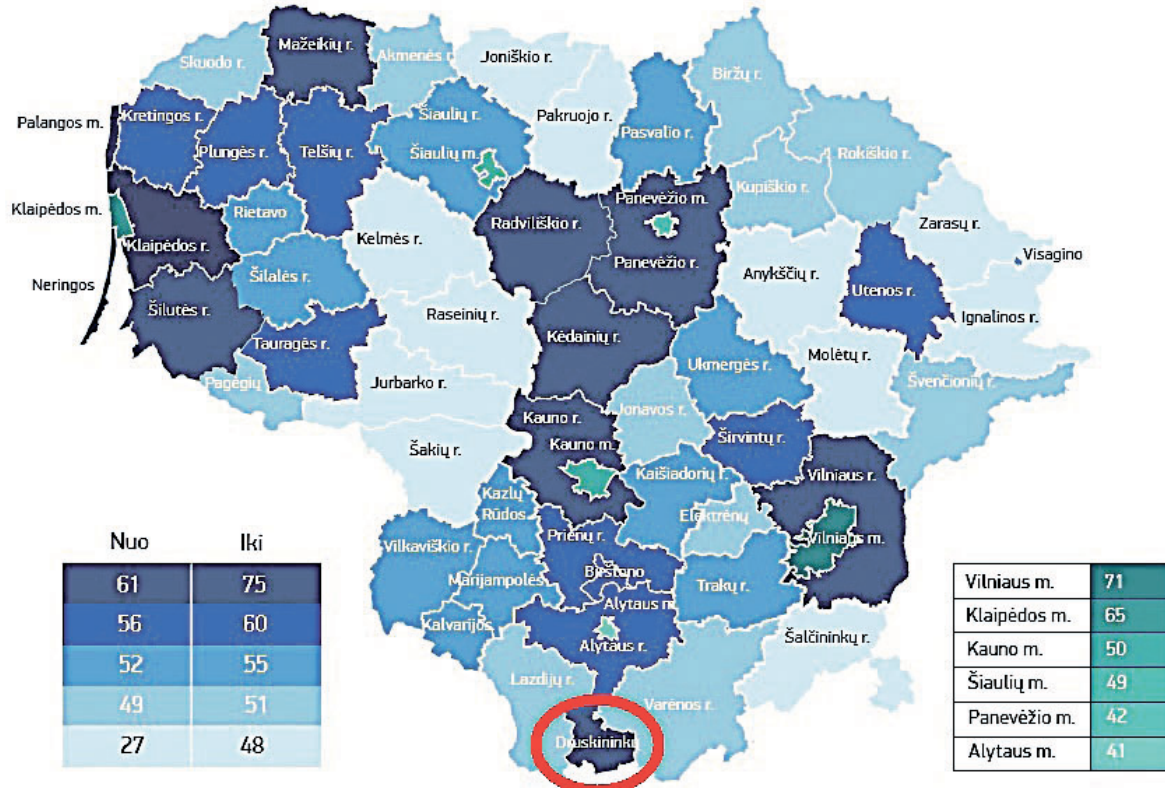 Mažeikių r.
Skuodo r.
Akmenės r.
Joniškio r.
Biržų r.
Palangos m.
Kretingos r.
Plungės r.
Telšių r.
Šiaulių r.
Šiaulių m.
Pakruojo r.
Pasvalio r.
Rokiškio r.
Kupiškio r.
Klaipėdos m.
Klaipėdos r.
Rietavo
Kelmės r.
Radviliškio r.
Panevėžio m.
Panevėžio r.
Anykščių r.
Zarasų r.
Visagino
Utenos r.
Ignalinos r.
Neringos
Šilutės r.
Šilalės r.
Raseinių r.
Kėdainių r.
Tauragės r.
Pagėgių
Jurbarko r.
Ukmergės r.
Molėtų r.
Švenčionių r.
Jonavos r.
Širvintų r.
Kauno r.
Kauno m.
Šakių r.
Kaišiadorių r.
Vilniaus r.
Kazlų
Rūdos
Elektrėnų
Vilniaus m.
Prienų r.
Vilkaviškio r.
Birštono
Marijampolės
Trakų r.
Alytaus m.
Kalvarijos
Alytaus r.
Šalčininkų r.
Lazdijų r.
Varėnos r.
Druskininkų
Nuo Iki
61 75
56 60
52 55
49 51
27 48
Vilniaus m. 71
Klaipėdos m. 65
Kauno m. 50
Šiaulių m. 49
Panevėžio m. 42
Alytaus m. 41